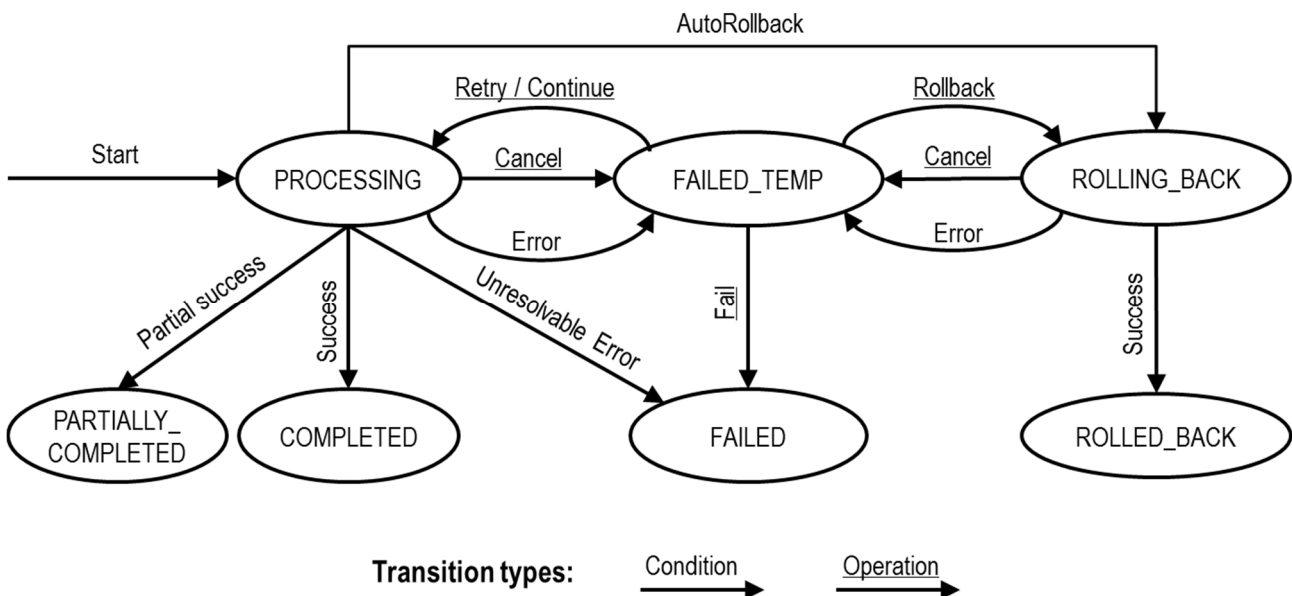 AutoRollback
Retry / Continue
Rollback
Start
Cancel
Cancel
PROCESSING
FAILED_TEMP
ROLLING_BACK
Error
Error
Partial success
Success
Unresolvable Error
Fail
Success
PARTIALLY_
COMPLETED
COMPLETED
FAILED
ROLLED_BACK
Transition types:
Condition
Operation